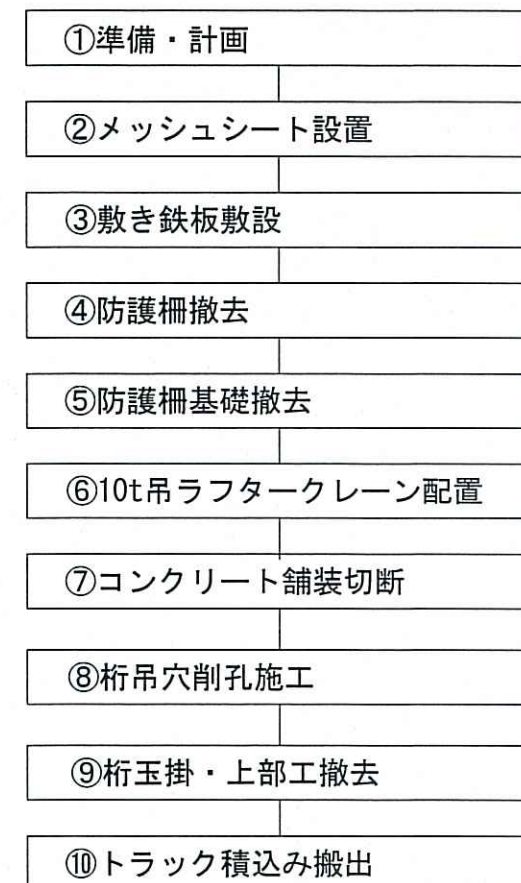 ①準備・計画
②メッシュシート設置
③敷き鉄板敷設
④防護柵撤去
⑤防護柵基礎撤去
⑥10t吊ラフタークレーン配置
⑦コンクリート舗装切断
⑧桁吊穴削孔施工
⑨桁玉掛・上部工撤去
⑩トラック積込み搬出